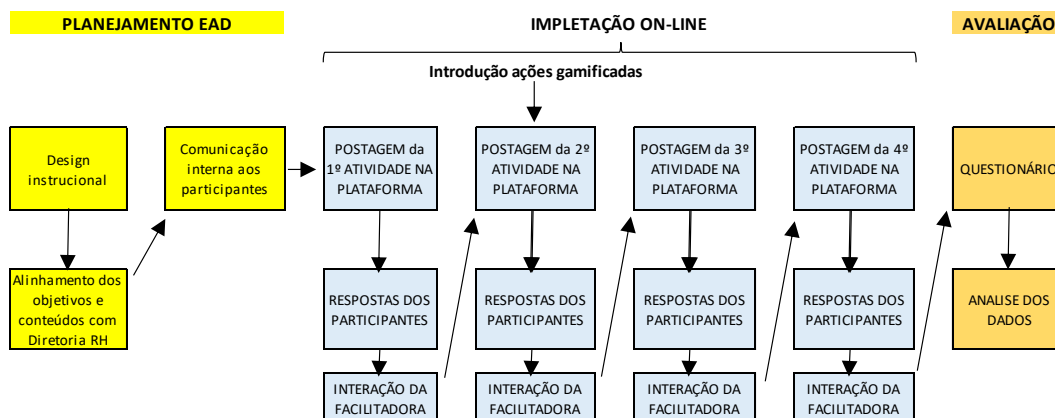 PLANEJAMENTO EAD
IMPLETAÇÃO ON-LINE
AVALIAÇÃO
Introdução ações gamificadas
Design
instrucional
Comunicação
interna aos
participantes
POSTAGEM da
1º ATIVIDADE NA
PLATAFORMA
POSTAGEM da 2º
ATIVIDADE NA
PLATAFORMA
POSTAGEM da 3º
ATIVIDADE NA
PLATAFORMA
POSTAGEM da 4º
ATIVIDADE NA
PLATAFORMA
QUESTIONÁRIO
Alinhamento dos
objetivos e
conteúdos com
Diretoria RH
RESPOSTAS DOS
PARTICIPANTES
RESPOSTAS DOS
PARTICIPANTES
RESPOSTAS DOS
PARTICIPANTES
RESPOSTAS DOS
PARTICIPANTES
ANALISE DOS
DADOS
INTERAÇÃO DA
FACILITADORA
INTERAÇÃO DA
FACILITADORA
INTERAÇÃO DA
FACILITADORA
INTERAÇÃO DA
FACILITADORA